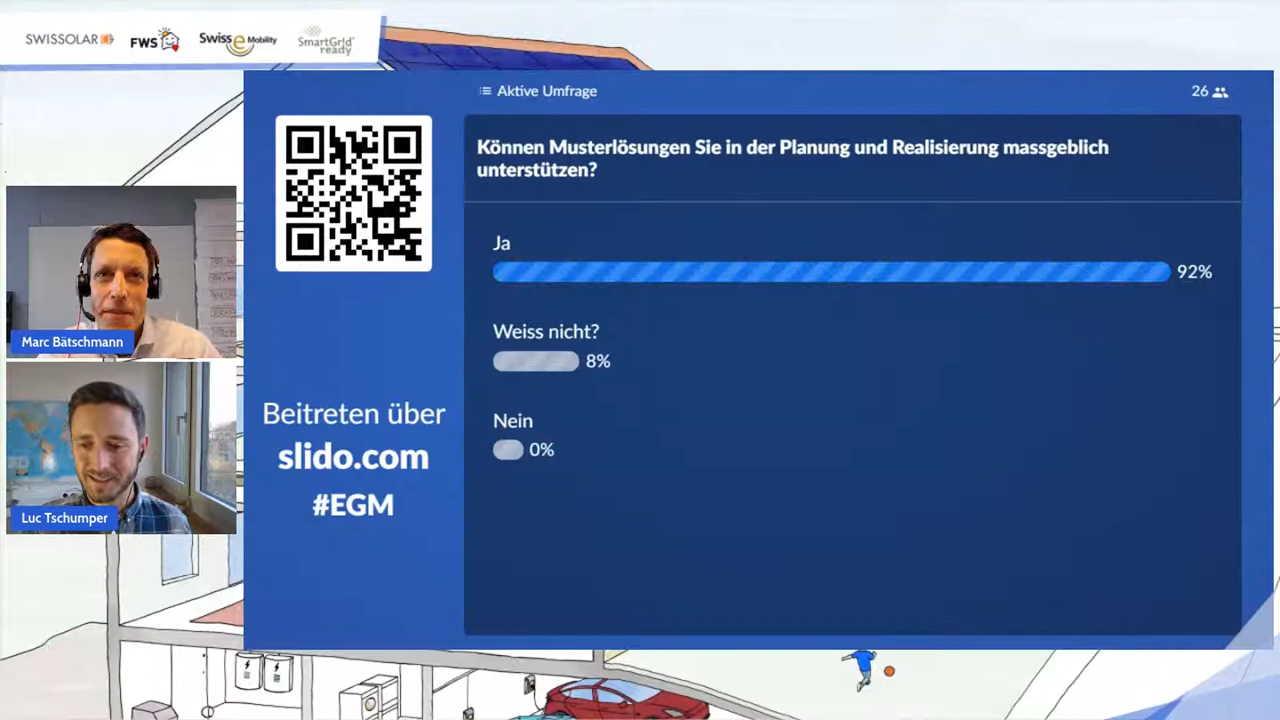 SWISSOLAR
FWS
Swiss eMobility
SmartGrid
ready
Aktive Umfrage
26
Können Musterlösungen Sie in der Planung und Realisierung massgeblich
unterstützen?
Ja
92%
Weiss nicht?
8%
Nein
0%
Beitreten über
slido.com
#EGM
Marc Bätschmann
Luc Tschumper